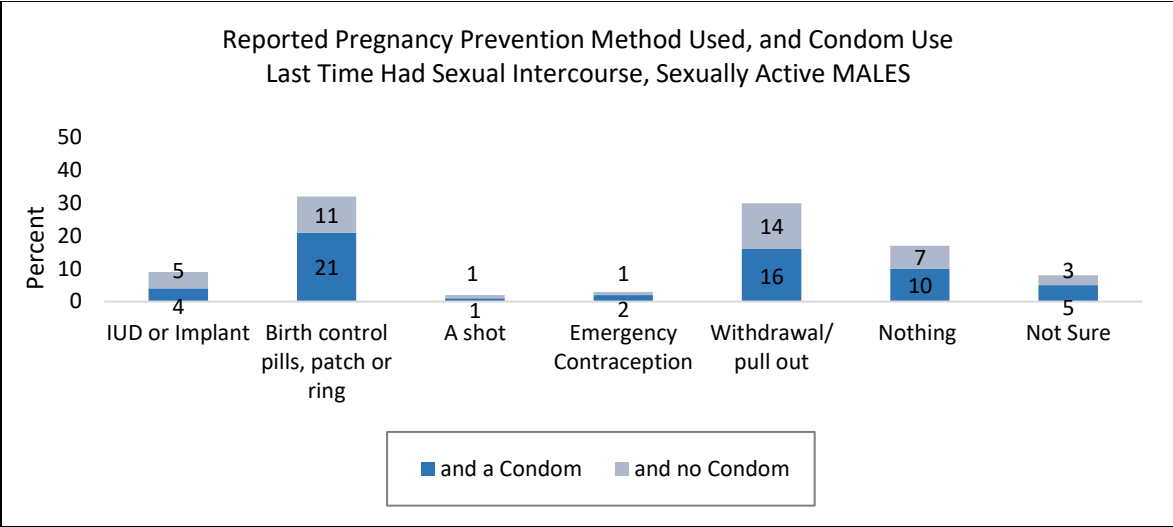 Reported Pregnancy Prevention Method Used, and Condom Use
Last Time Had Sexual Intercourse, Sexually Active MALES
Percent
50
40
30
20
10
0
5
4
11
21
1
1
1
2
14
16
7
10
3
5
IUD or Implant
Birth control
pills, patch or
ring
A shot
Emergency
Contraception
Withdrawal/
pull out
Nothing
Not Sure
and a Condom
and no Condom